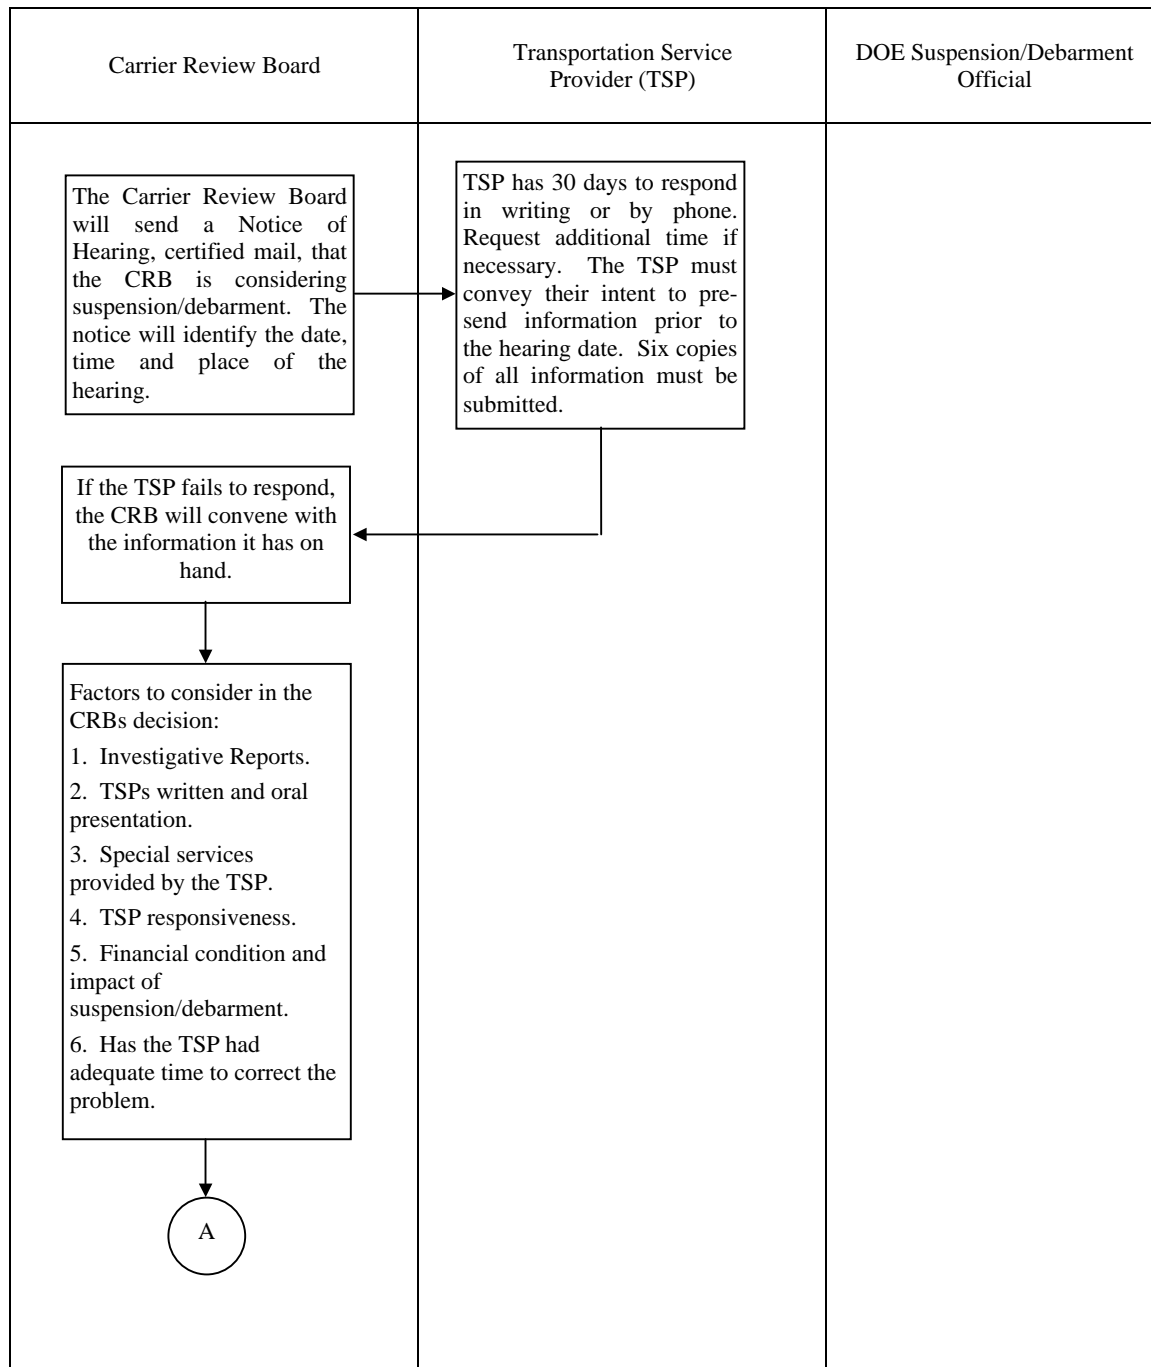 Carrier Review Board
Transportation Service
Provider (TSP)
DOE Suspension/Debarment
Official
The Carrier Review Board
will send a Notice of
Hearing, certified mail, that
the CRB is considering
suspension/debarment. The
notice will identify the date,
time and place of the
hearing.
TSP has 30 days to respond
in writing or by phone.
Request additional time if
necessary. The TSP must
convey their intent to pre-
send information prior to
the hearing date. Six copies
of all information must be
submitted.
If the TSP fails to respond,
the CRB will convene with
the information it has on
hand.
Factors to consider in the
CRBs decision:
1. Investigative Reports.
2. TSPs written and oral
presentation.
3. Special services
provided by the TSP.
4. TSP responsiveness.
5. Financial condition and
impact of
suspension/debarment.
6. Has the TSP had
adequate time to correct the
problem.
A